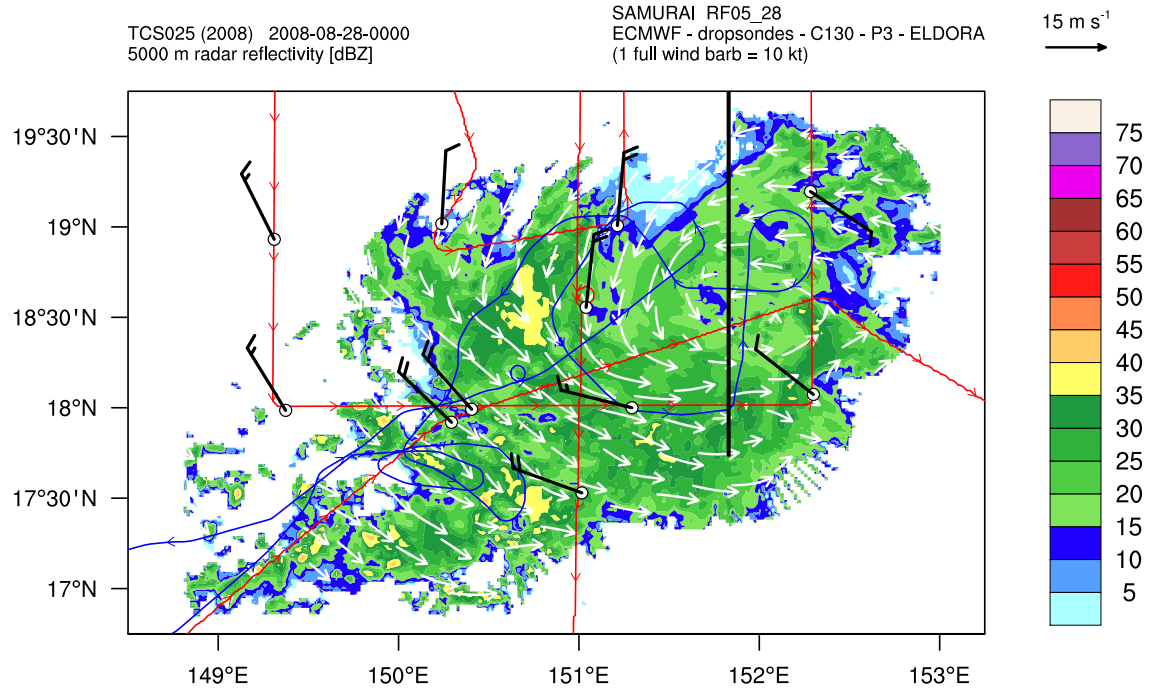 TCS025 (2008) 2008-08-28-0000
5000 m radar reflectivity [dBZ]
SAMURAI RF05_28
ECMWF - dropsondes - C130 - P3 - ELDORA
(1 full wind barb = 10 kt)
15 m s⁻¹
19°30'N
19°N
18°30'N
18°N
17°30'N
17°N
149°E
150°E
151°E
152°E
153°E
75
70
65
60
55
50
45
40
35
30
25
20
15
10
5